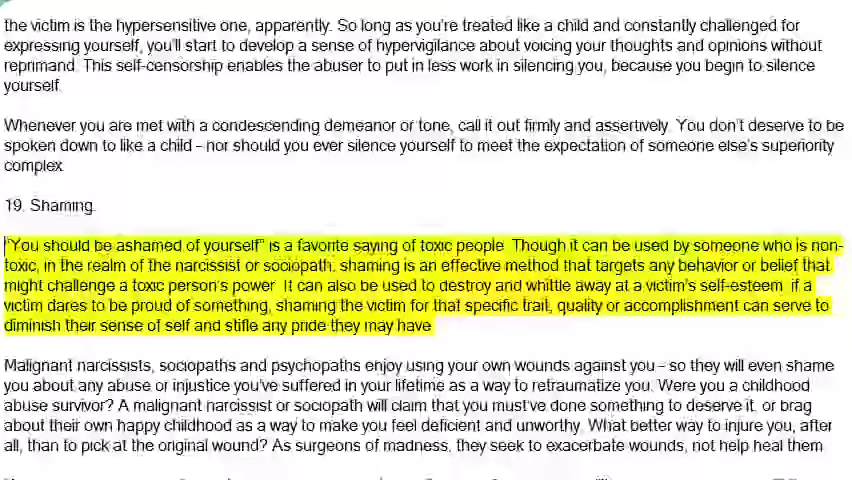 the victim is the hypersensitive one, apparently. So long as you're treated like a child and constantly challenged for
expressing yourself, you'll start to develop a sense of hypervigilance about voicing your thoughts and opinions without
reprimand. This self-censorship enables the abuser to put in less work in silencing you, because you begin to silence
yourself.
Whenever you are met with a condescending demeanor or tone, call it out firmly and assertively. You don't deserve to be
spoken down to like a child – nor should you ever silence yourself to meet the expectation of someone else's superiority
complex.
19. Shaming.
"You should be ashamed of yourself" is a favorite saying of toxic people. Though it can be used by someone who is non-
toxic, in the realm of the narcissist or sociopath, shaming is an effective method that targets any behavior or belief that
might challenge a toxic person's power. It can also be used to destroy and whittle away at a victim's self-esteem: if a
victim dares to be proud of something, shaming the victim for that specific trait, quality or accomplishment can serve to
diminish their sense of self and stifle any pride they may have.
Malignant narcissists, sociopaths and psychopaths enjoy using your own wounds against you – so they will even shame
you about any abuse or injustice you've suffered in your lifetime as a way to retraumatize you. Were you a childhood
abuse survivor? A malignant narcissist or sociopath will claim that you must've done something to deserve it, or brag
about their own happy childhood as a way to make you feel deficient and unworthy. What better way to injure you, after
all, than to pick at the original wound? As surgeons of madness, they seek to exacerbate wounds, not help heal them.